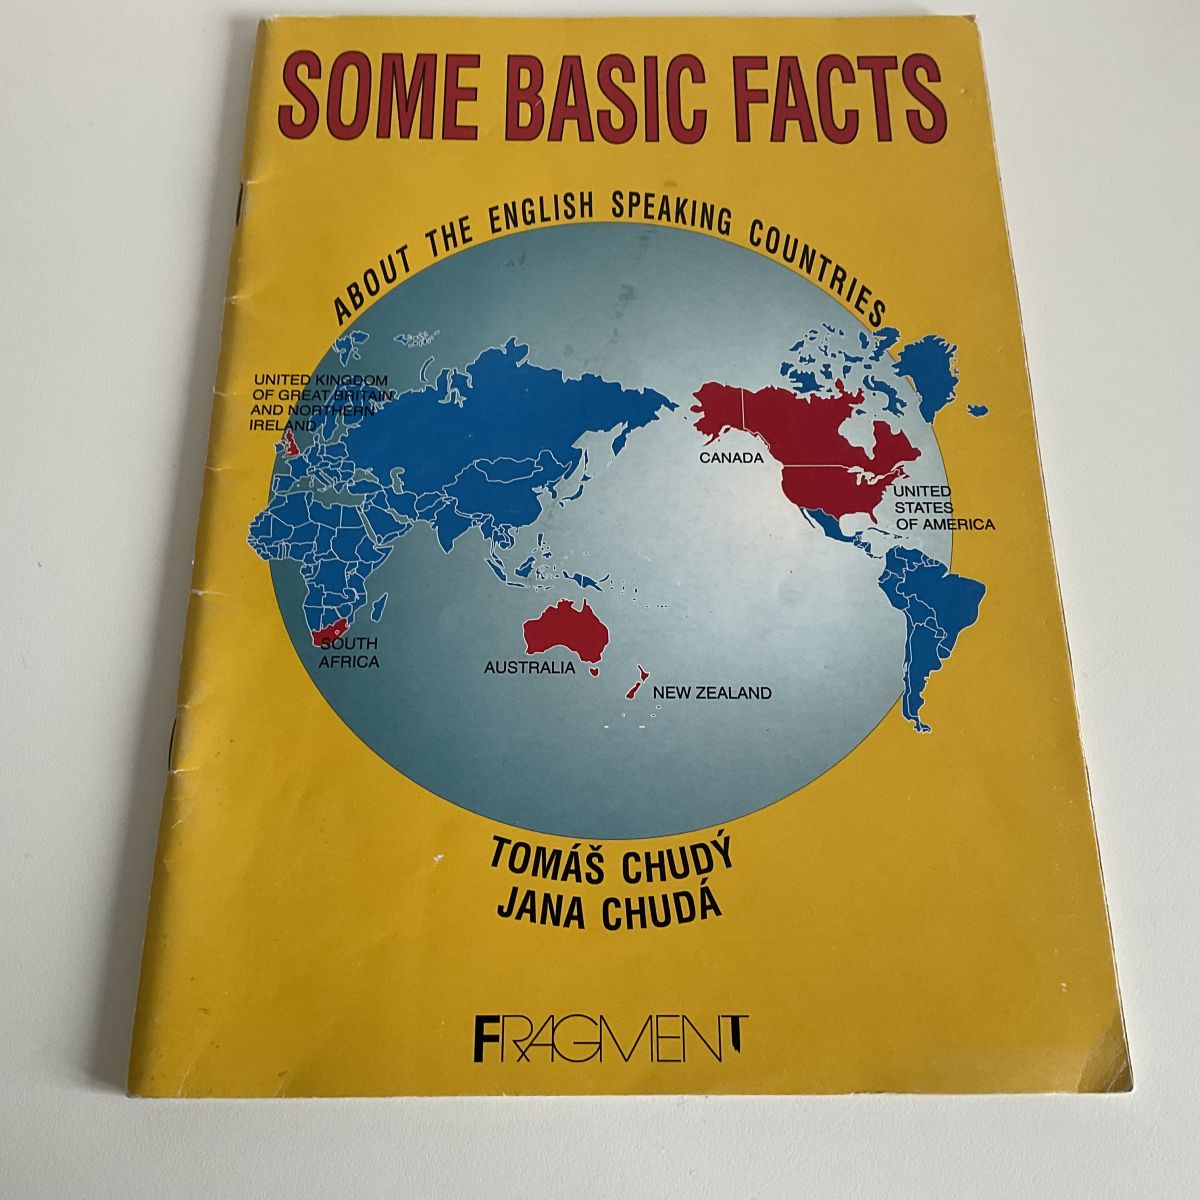 SOME BASIC FACTS
ABOUT THE ENGLISH SPEAKING COUNTRIES
UNITED KINGDOM
OF GREAT BRITAIN
AND NORTHERN
IRELAND
CANADA
UNITED
STATES
OF AMERICA
SOUTH
AFRICA
AUSTRALIA
NEW ZEALAND
TOMÁŠ CHUDÝ
JANA CHUDÁ
FRAGMENT